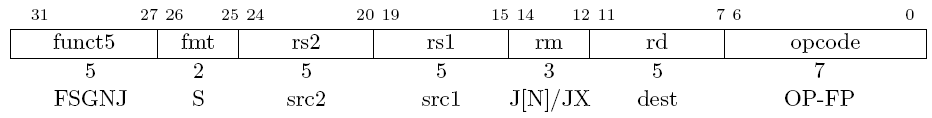 31 27 26 25 24 20 19 15 14 12 11 7 6 0
funct5 fmt rs2 rs1 rm rd opcode
5 2 5 5 3 5 7
FSGNJ S src2 src1 J[N]/JX dest OP-FP